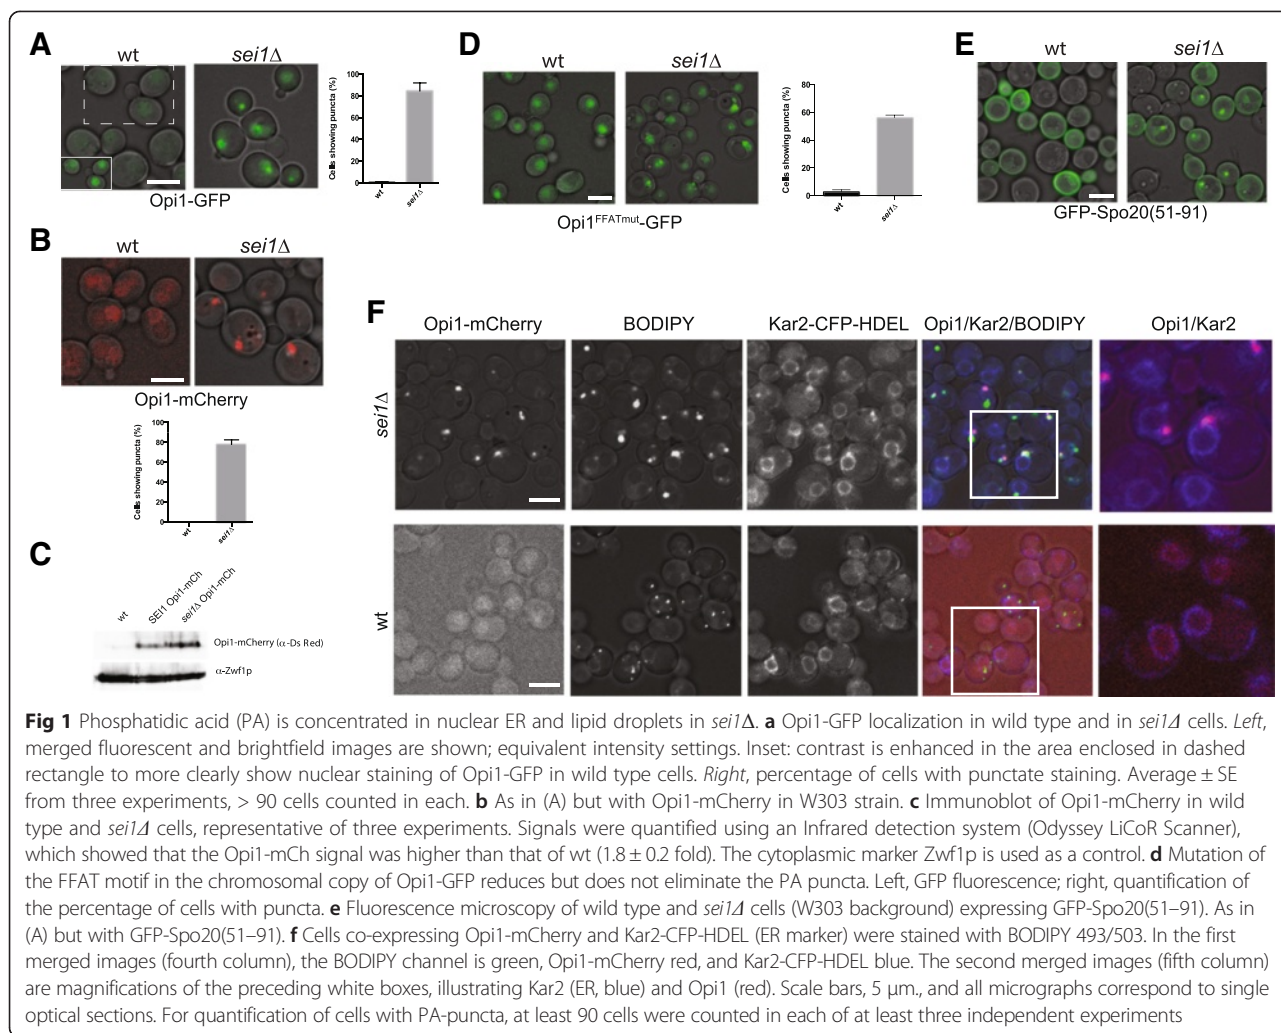 A
wt
sei1Δ
Opi1-GFP
Cells showing puncta (%)
100
80
60
40
20
0
wt
sei1Δ
B
wt
sei1Δ
Opi1-mCherry
Cells showing puncta (%)
100
80
60
40
20
0
wt
sei1Δ
C
wt
SEI1 Opi1-mCh
sei1Δ Opi1-mCh
Opi1-mCherry (α-Ds Red)
α-Zwf1p
D
wt
sei1Δ
Opi1FFATmut-GFP
Cells showing puncta (%)
80
60
40
20
0
wt
sei1Δ
E
wt
sei1Δ
GFP-Spo20(51-91)
F
Opi1-mCherry
BODIPY
Kar2-CFP-HDEL
Opi1/Kar2/BODIPY
Opi1/Kar2
sei1Δ
wt
Fig 1 Phosphatidic acid (PA) is concentrated in nuclear ER and lipid droplets in sei1Δ. a Opi1-GFP localization in wild type and in sei1Δ cells. Left,
merged fluorescent and brightfield images are shown; equivalent intensity settings. Inset: contrast is enhanced in the area enclosed in dashed
rectangle to more clearly show nuclear staining of Opi1-GFP in wild type cells. Right, percentage of cells with punctate staining. Average ± SE
from three experiments, > 90 cells counted in each. b As in (A) but with Opi1-mCherry in W303 strain. c Immunoblot of Opi1-mCherry in wild
type and sei1Δ cells, representative of three experiments. Signals were quantified using an Infrared detection system (Odyssey LiCoR Scanner),
which showed that the Opi1-mCh signal was higher than that of wt (1.8 ± 0.2 fold). The cytoplasmic marker Zwf1p is used as a control. d Mutation of
the FFAT motif in the chromosomal copy of Opi1-GFP reduces but does not eliminate the PA puncta. Left, GFP fluorescence; right, quantification of
the percentage of cells with puncta. e Fluorescence microscopy of wild type and sei1Δ cells (W303 background) expressing GFP-Spo20(51–91). As in
(A) but with GFP-Spo20(51–91). f Cells co-expressing Opi1-mCherry and Kar2-CFP-HDEL (ER marker) were stained with BODIPY 493/503. In the first
merged images (fourth column), the BODIPY channel is green, Opi1-mCherry red, and Kar2-CFP-HDEL blue. The second merged images (fifth column)
are magnifications of the preceding white boxes, illustrating Kar2 (ER, blue) and Opi1 (red). Scale bars, 5 μm., and all micrographs correspond to single
optical sections. For quantification of cells with PA-puncta, at least 90 cells were counted in each of at least three independent experiments